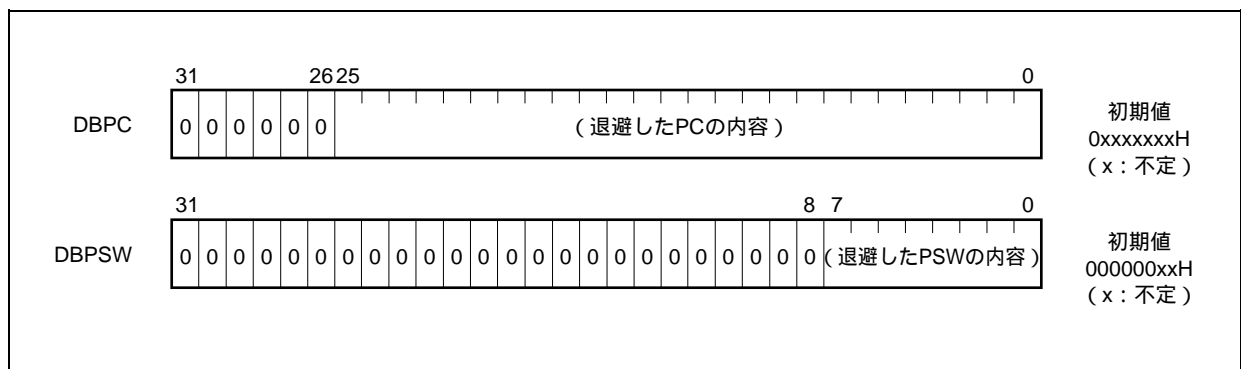 31 26 25 0
DBPC 0 0 0 0 0 0 (退避したPCの内容) 初期値
0xxxxxxxH
(x:不定)
31 8 7 0
DBPSW 0 0 0 0 0 0 0 0 0 0 0 0 0 0 0 0 0 0 0 0 0 0 0 0 (退避したPSWの内容) 初期値
000000xxH
(x:不定)